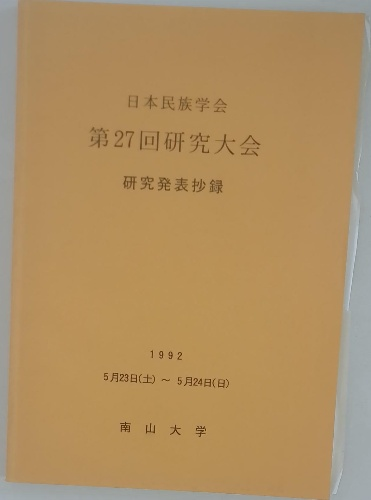 日本民族学会
第27回研究大会
研究発表抄録
1992
5月23日(土) ～ 5月24日(日)
南山大学